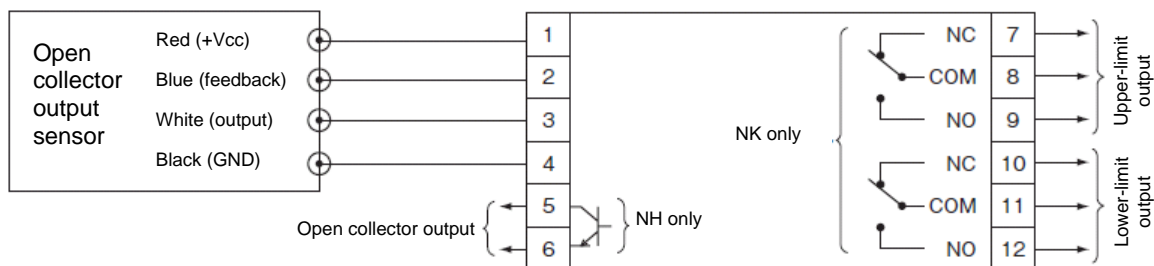 Open
collector
output
sensor
Red (+Vcc)
Blue (feedback)
White (output)
Black (GND)
1
2
3
4
5
6
Open collector output
NH only
NK only
NC
COM
NO
NC
COM
NO
7
8
9
10
11
12
Upper-limit
output
Lower-limit
output